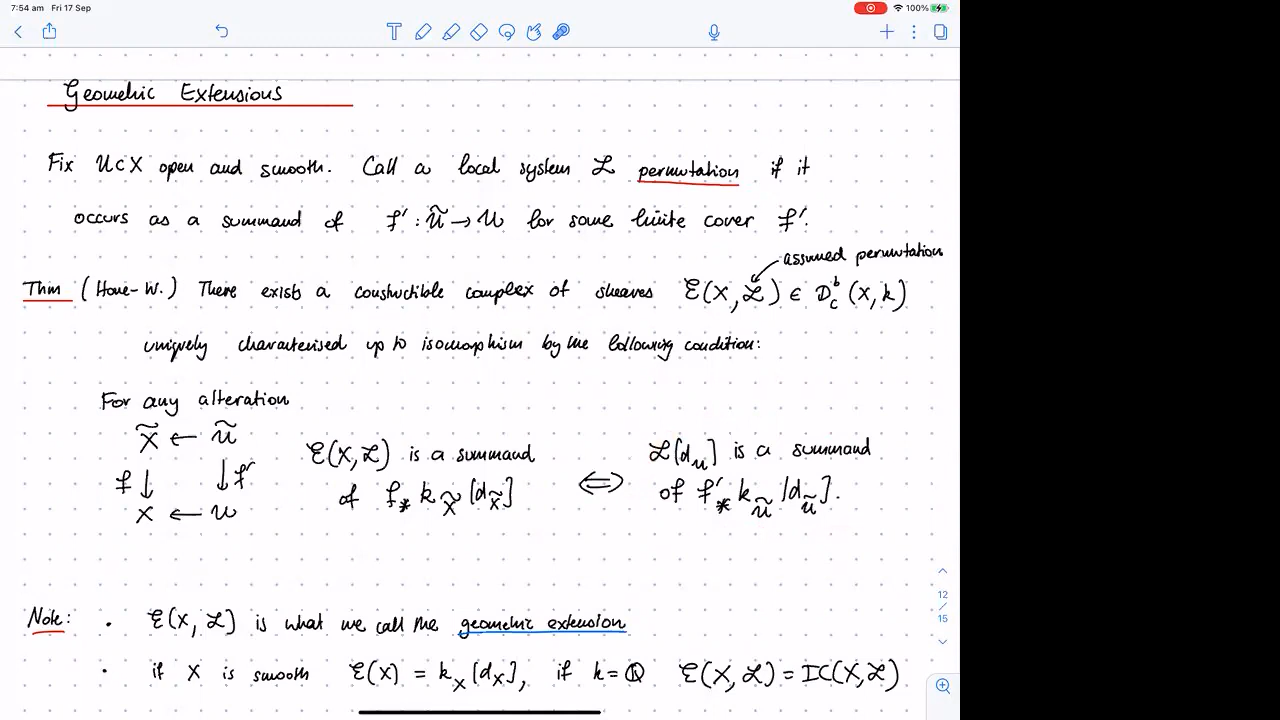 7:54 am Fri 17 Sep
100%
Geometric Extensions
Fix U ⊂ X open and smooth. Call a local system ℒ permutation if it
occurs as a summand of f' : Ũ → U for some finite cover f'.
assumed permutation
Thm (Hone-W.) There exists a constructible complex of sheaves ℰ(X, ℒ) ∈ D^b_c (X, k)
uniquely characterised up to isomorphism by the following condition:
For any alteration
X̃ ← Ũ
f ↓ ↓ f'
X ← U
ℰ(X, ℒ) is a summand
of f_* k_X̃ [d_X̃]
⟺
ℒ[d_U] is a summand
of f'_* k_Ũ [d_Ũ].
Note: · ℰ(X, ℒ) is what we call the geometric extension
· if X is smooth ℰ(X) = k_X [d_X], if k = ℚ ℰ(X, ℒ) = IC(X, ℒ)
12
/
15